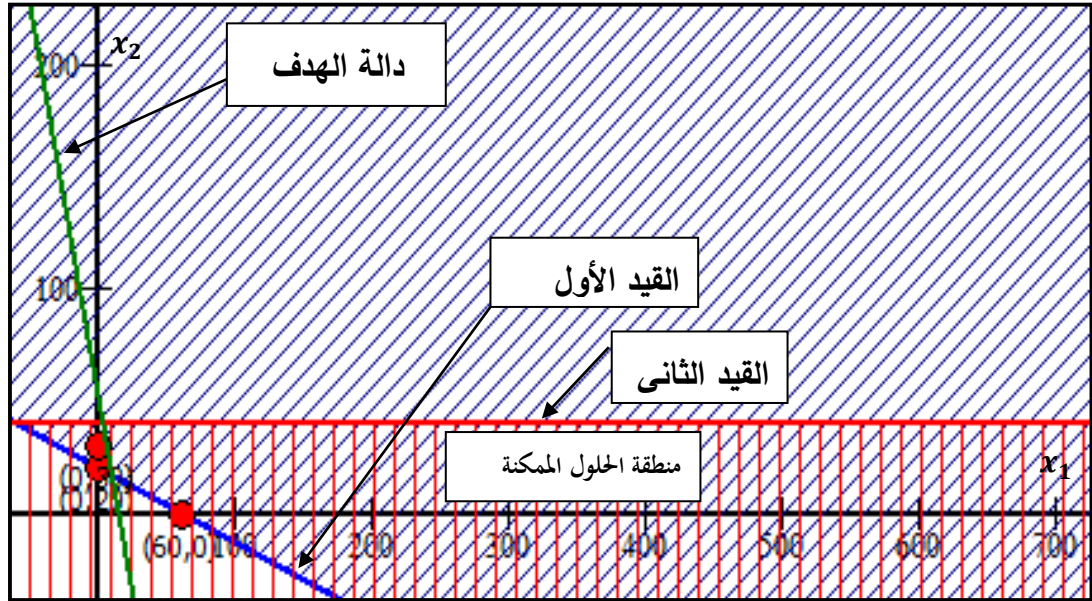 x₂
200
دالة الهدف
100
القيد الأول
القيد الثانى
منطقة الحلول الممكنة
x₁
(60,0)
100
200
300
400
500
600
700